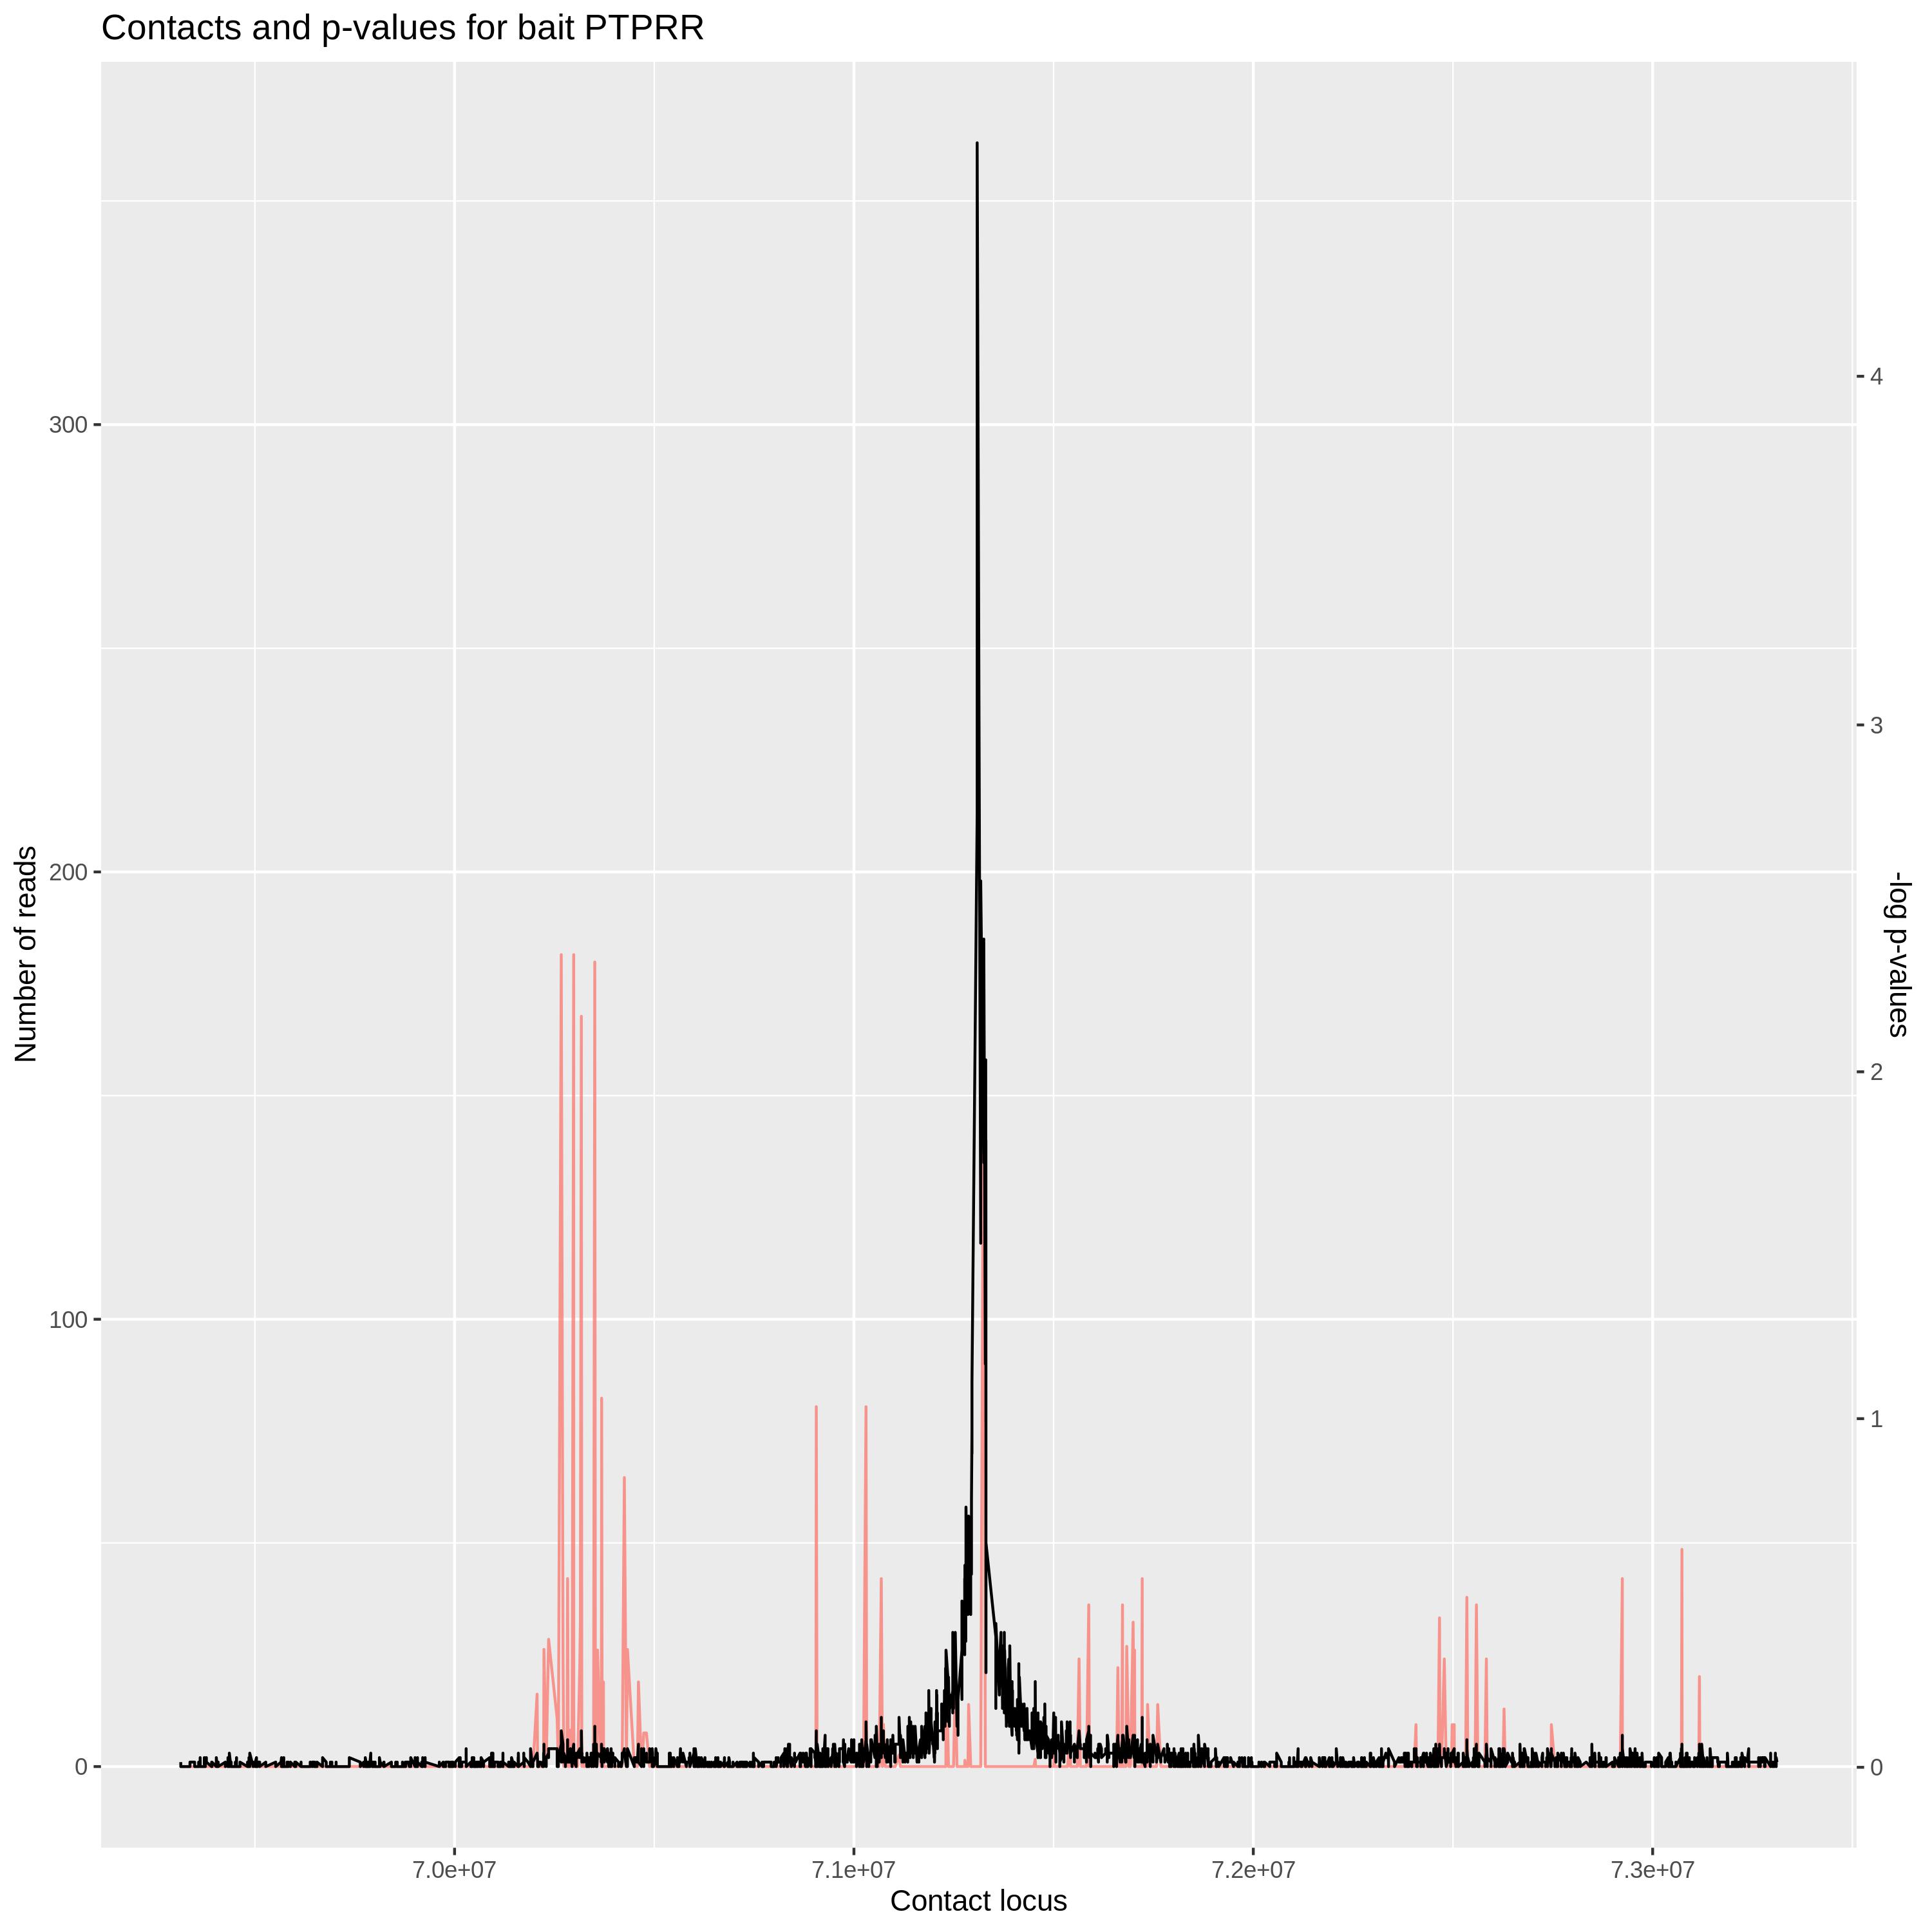 Contacts and p-values for bait PTPRR
Number of reads
300
200
100
0
4
3
2
1
0
-log p-values
7.0e+07
7.1e+07
7.2e+07
7.3e+07
Contact locus